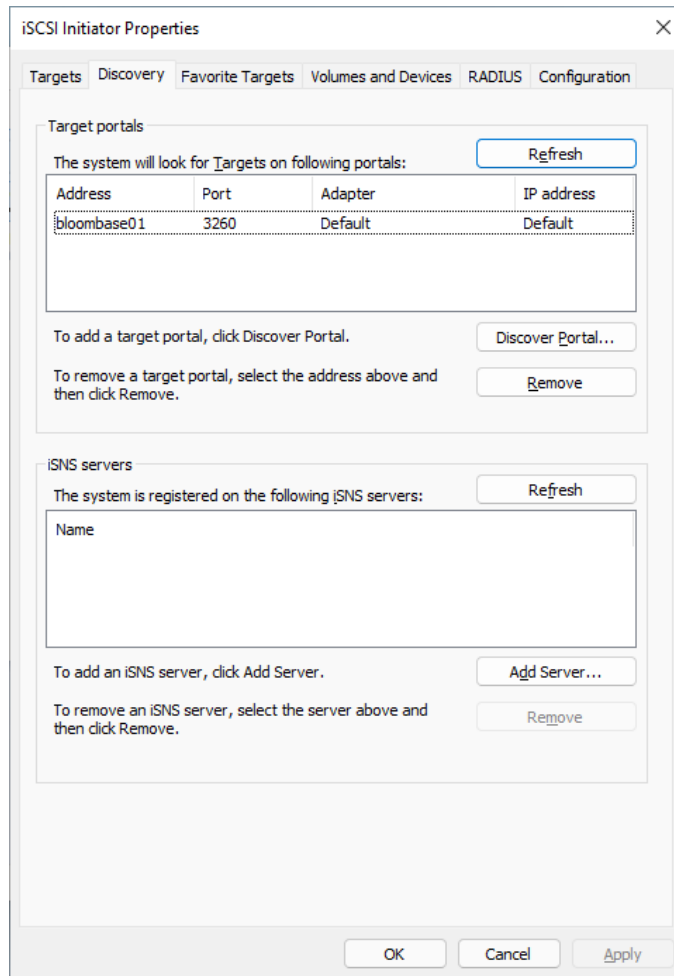 iSCSI Initiator Properties
Targets Discovery Favorite Targets Volumes and Devices RADIUS Configuration
Target portals
The system will look for Targets on following portals:
Refresh
Address Port Adapter IP address
bloombase01 3260 Default Default
To add a target portal, click Discover Portal.
Discover Portal...
To remove a target portal, select the address above and
then click Remove.
Remove
iSNS servers
The system is registered on the following iSNS servers:
Refresh
Name
To add an iSNS server, click Add Server.
Add Server...
To remove an iSNS server, select the server above and
then click Remove.
Remove
OK Cancel Apply